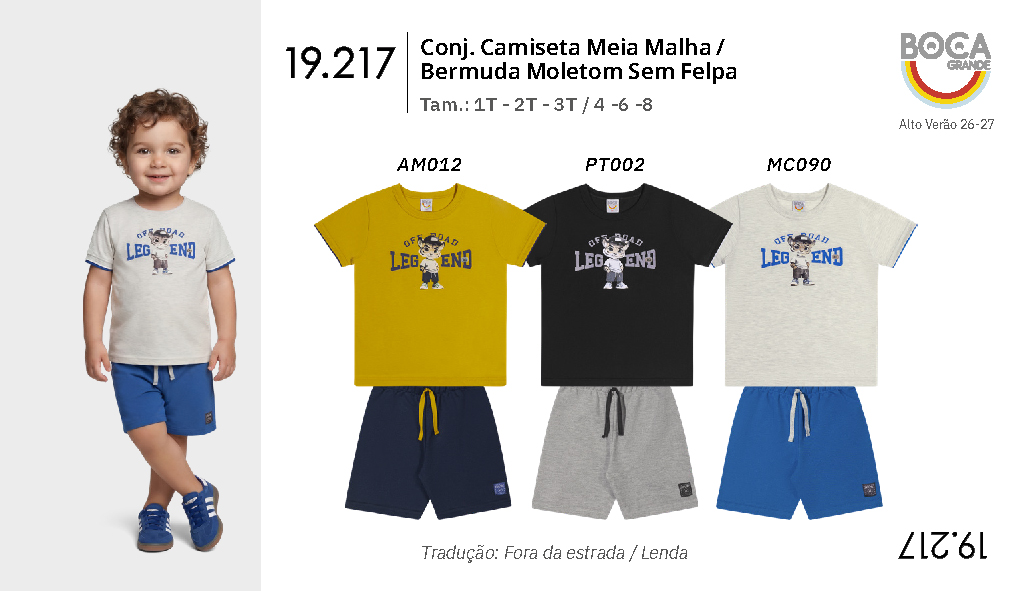 19.217
Conj. Camiseta Meia Malha /
Bermuda Moletom Sem Felpa
Tam.: 1T - 2T - 3T / 4 -6 -8
BOCA
GRANDE
Alto Verão 26-27
AM012
PT002
MC090
OFF ROAD
LEGEND
OFF ROAD
LEGEND
OFF ROAD
LEGEND
OFF ROAD
LEGEND
Tradução: Fora da estrada / Lenda
19.217